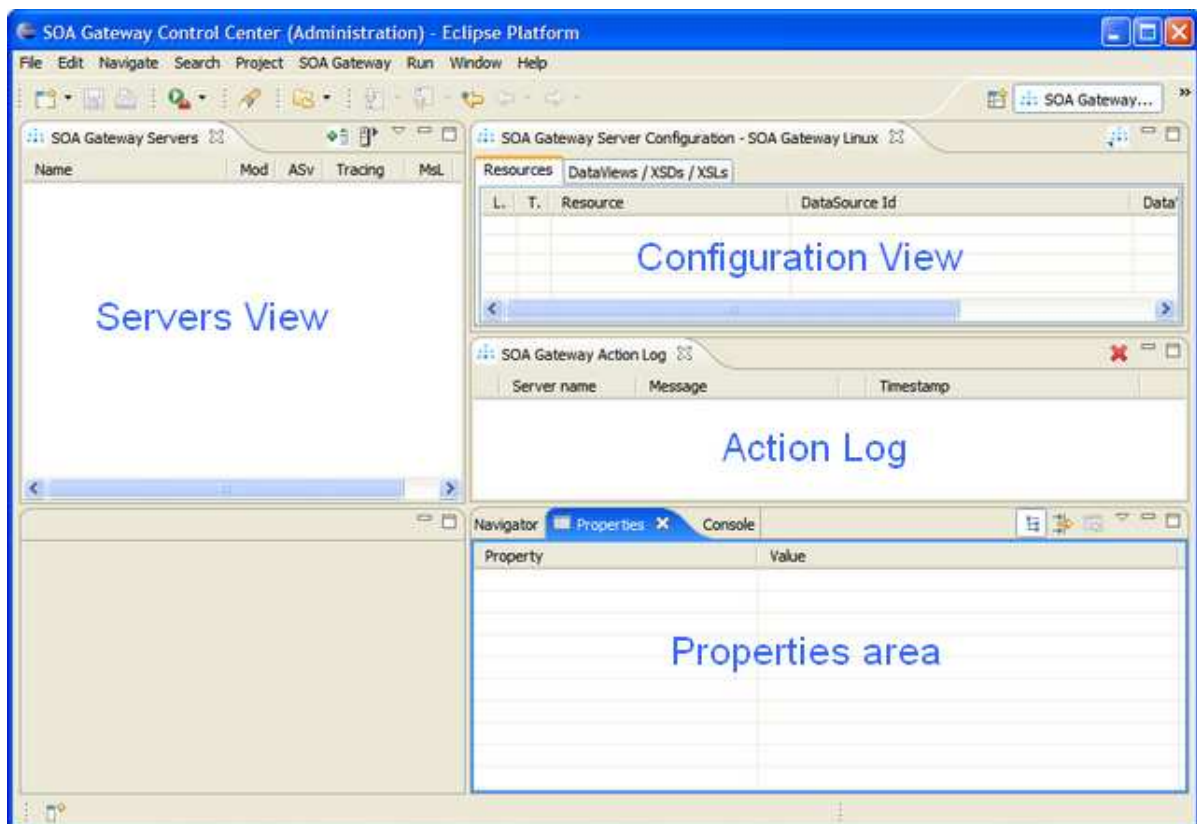 SOA Gateway Control Center (Administration) - Eclipse Platform
File Edit Navigate Search Project SOA Gateway Run Window Help
SOA Gateway... »
SOA Gateway Servers
Name Mod ASv Tracing MsL
Servers View
SOA Gateway Server Configuration - SOA Gateway Linux
Resources DataViews / XSDs / XSLs
L. T. Resource DataSource Id Data
Configuration View
SOA Gateway Action Log
Server name Message Timestamp
Action Log
Navigator Properties Console
Property Value
Properties area